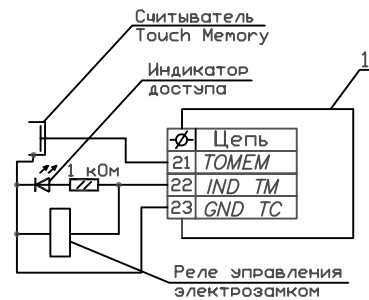 Считыватель
Touch Memory
Индикатор
доступа
1
Цепь
1 кОм
21 TOMEM
22 IND TM
23 GND TC
Реле управления
электрозамком